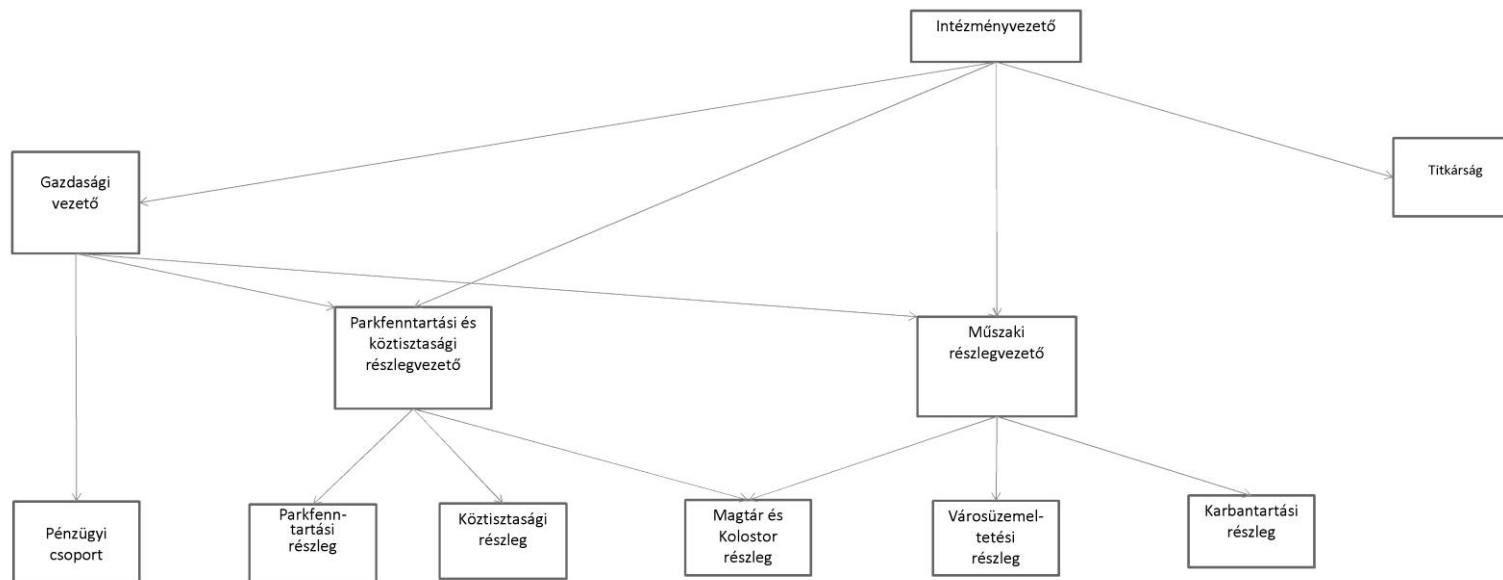 Intézményvezető
Gazdasági
vezető
Titkárság
Parkfenntartási és
köztisztasági
részlegvezető
Műszaki
részlegvezető
Pénzügyi
csoport
Parkfenn-
tartási
részleg
Köztisztasági
részleg
Magtár és
Kolostor
részleg
Városüzemel-
tetési
részleg
Karbantartási
részleg